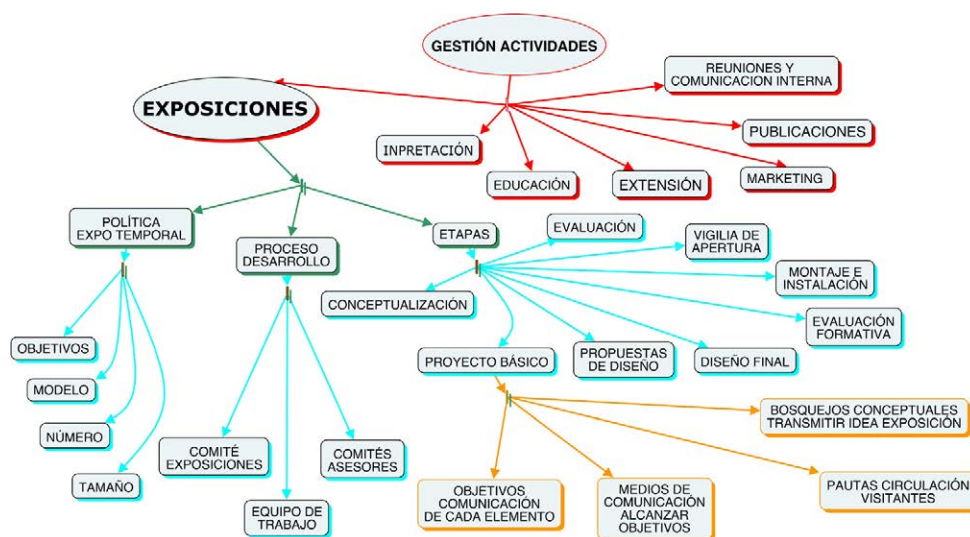 GESTIÓN ACTIVIDADES
REUNIONES Y
COMUNICACION INTERNA
EXPOSICIONES
PUBLICACIONES
INPRETACIÓN
EDUCACIÓN
EXTENSIÓN
MARKETING
POLÍTICA
EXPO TEMPORAL
PROCESO
DESARROLLO
ETAPAS
EVALUACIÓN
VIGILIA DE
APERTURA
MONTAJE E
INSTALACIÓN
CONCEPTUALIZACIÓN
EVALUACIÓN
FORMATIVA
OBJETIVOS
PROYECTO BÁSICO
PROPUESTAS
DE DISEÑO
DISEÑO FINAL
MODELO
NÚMERO
TAMAÑO
COMITÉ
EXPOSICIONES
COMITÉS
ASESORES
EQUIPO DE
TRABAJO
BOSQUEJOS CONCEPTUALES
TRANSMITIR IDEA EXPOSICIÓN
OBJETIVOS
COMUNICACIÓN
DE CADA ELEMENTO
MEDIOS DE
COMUNICACIÓN
ALCANZAR
OBJETIVOS
PAUTAS CIRCULACIÓN
VISITANTES